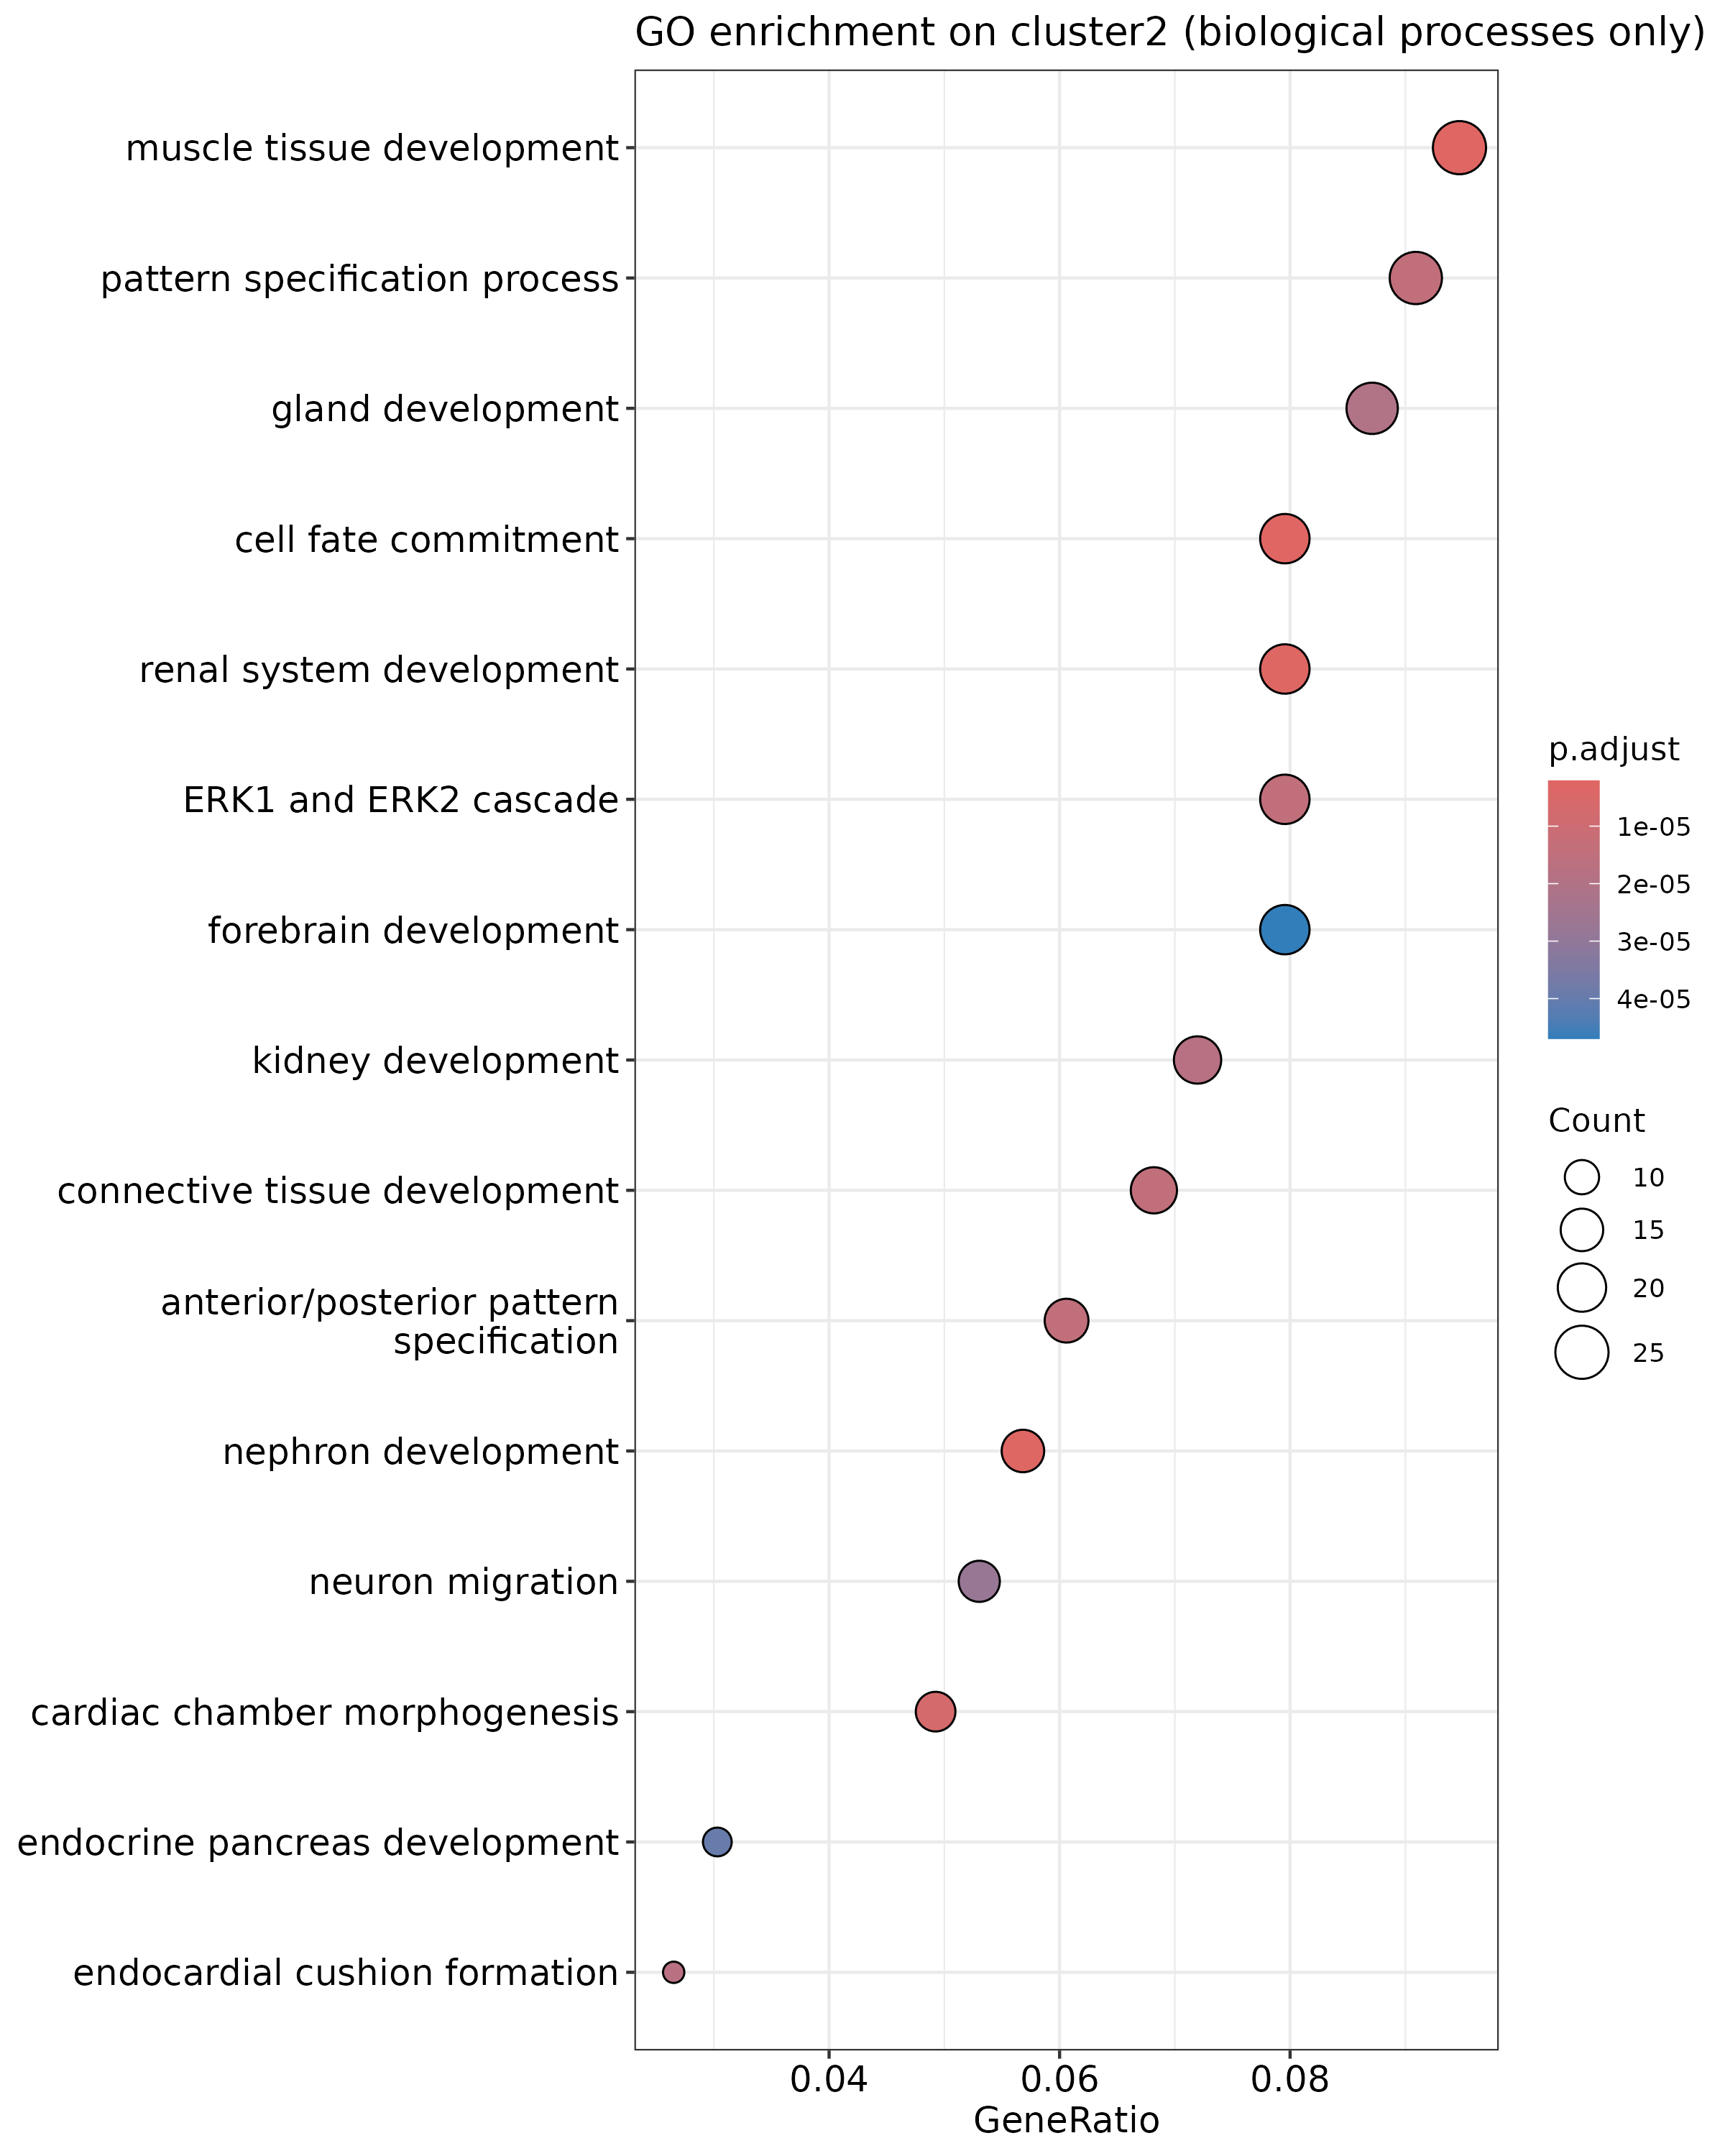 GO enrichment on cluster2 (biological processes only)
muscle tissue development
pattern specification process
gland development
cell fate commitment
renal system development
ERK1 and ERK2 cascade
forebrain development
kidney development
connective tissue development
anterior/posterior pattern
specification
nephron development
neuron migration
cardiac chamber morphogenesis
endocrine pancreas development
endocardial cushion formation
0.04
0.06
0.08
GeneRatio
p.adjust
1e-05
2e-05
3e-05
4e-05
Count
10
15
20
25